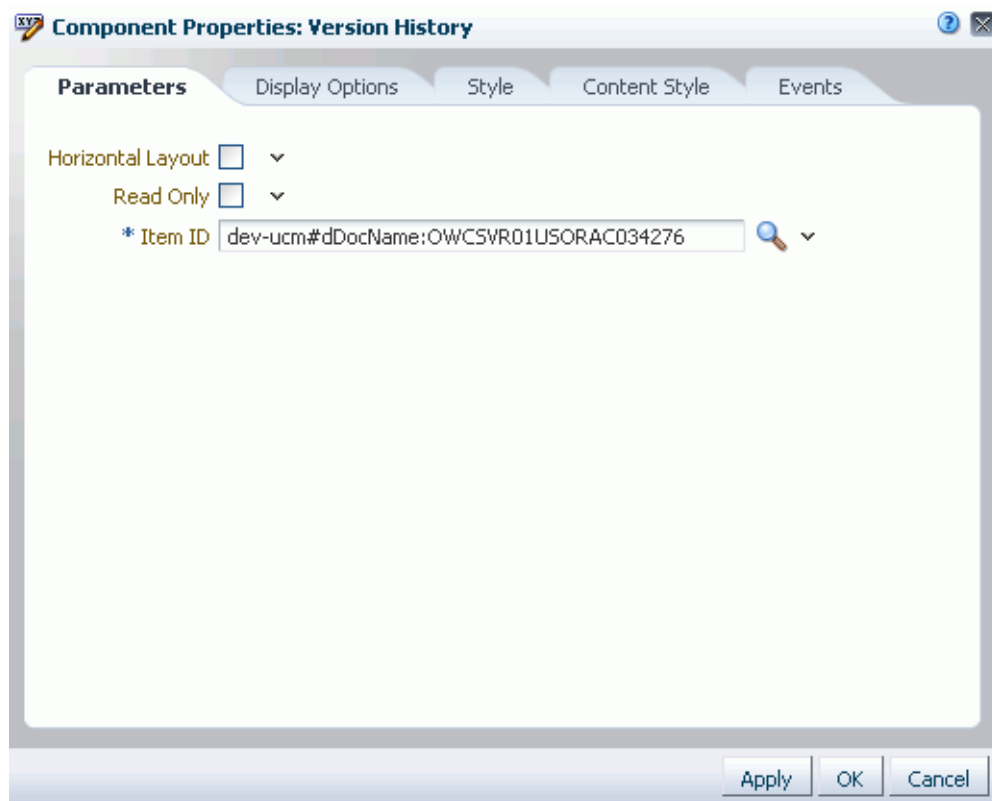 Component Properties: Version History
Parameters Display Options Style Content Style Events
Horizontal Layout
Read Only
* Item ID dev-ucm#dDocName:OWCSVR01USORAC034276
Apply OK Cancel